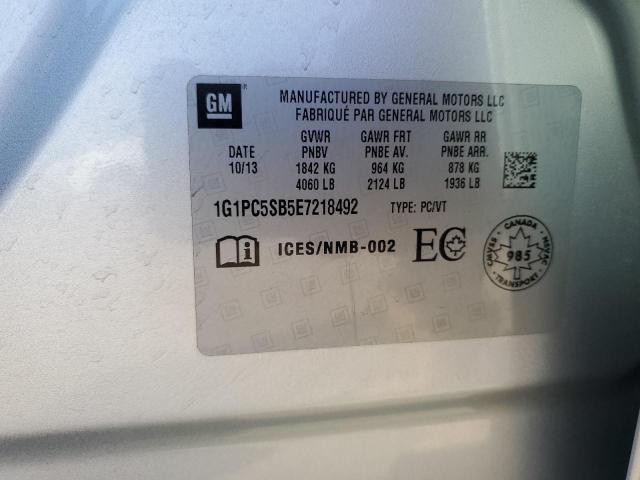 GM ®
MANUFACTURED BY GENERAL MOTORS LLC
FABRIQUÉ PAR GENERAL MOTORS LLC
DATE
10/13
GVWR
PNBV
1842 KG
4060 LB
GAWR FRT
PNBE AV.
964 KG
2124 LB
GAWR RR
PNBE ARR.
878 KG
1936 LB
1G1PC5SB5E7218492 TYPE: PC/VT
ICES/NMB-002
EC
CANADA
CMVSS
NSVAC
985
TRANSPORT